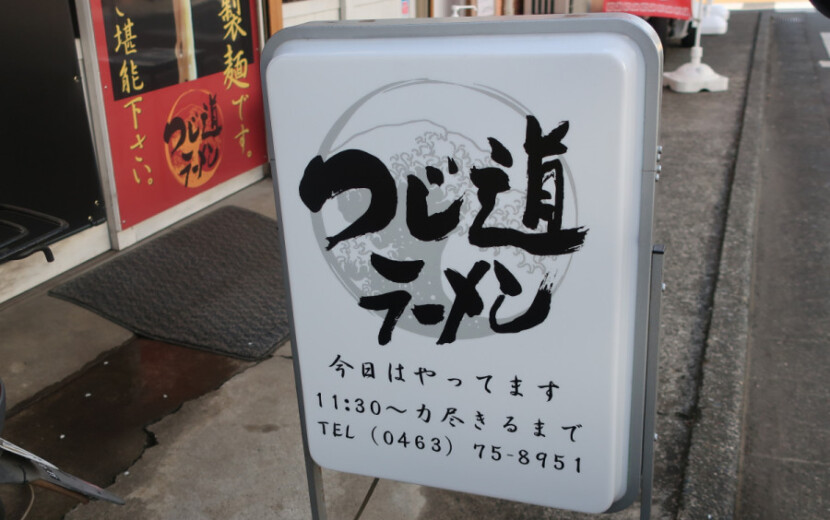 製麺です。
堪能下さい。
つじ道
ラーメン
つじ道
ラーメン
今日はやってます
11:30～力尽きるまで
TEL (0463) 75-8951